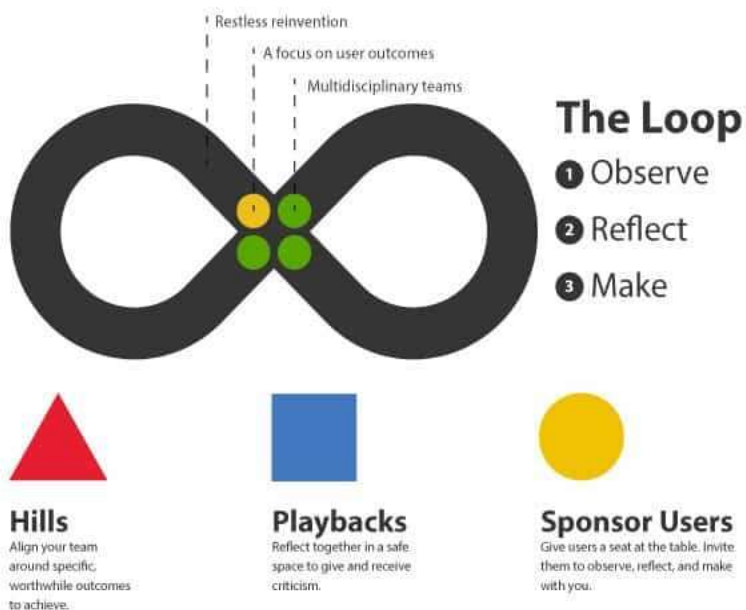 Restless reinvention
A focus on user outcomes
Multidisciplinary teams
The Loop
1 Observe
2 Reflect
3 Make
Hills
Align your team
around specific,
worthwhile outcomes
to achieve.
Playbacks
Reflect together in a safe
space to give and receive
criticism.
Sponsor Users
Give users a seat at the table. Invite
them to observe, reflect, and make
with you.